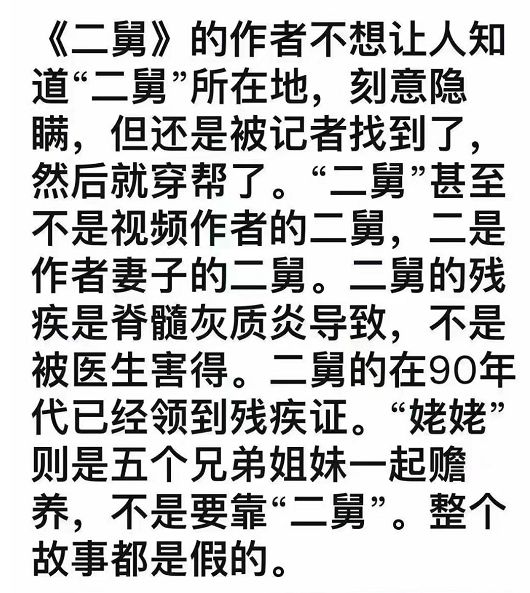 《二舅》的作者不想让人知
道“二舅”所在地，刻意隐
瞒，但还是被记者找到了，
然后就穿帮了。“二舅”甚至
不是视频作者的二舅，二是
作者妻子的二舅。二舅的残
疾是脊髓灰质炎导致，不是
被医生害得。二舅的在90年
代已经领到残疾证。“姥姥”
则是五个兄弟姐妹一起赡
养，不是要靠“二舅”。整个
故事都是假的。